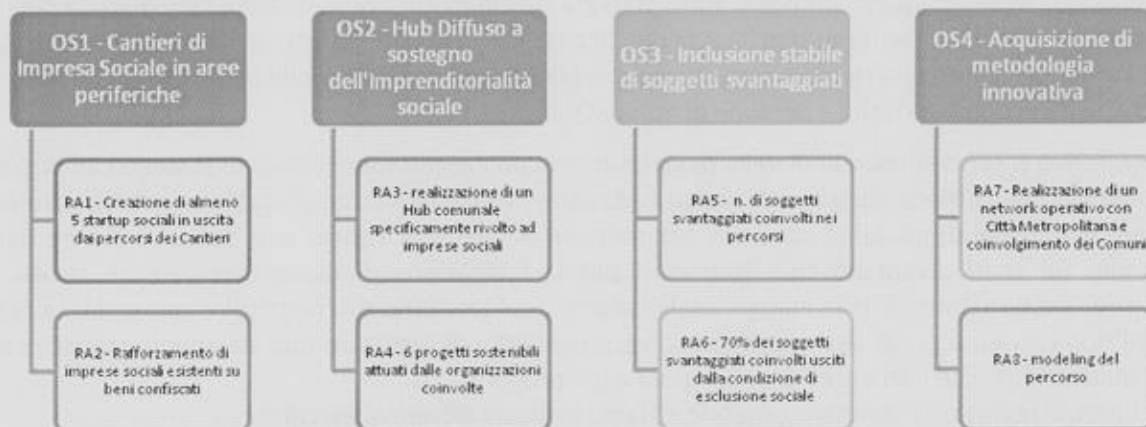 OS1 - Cantieri di
Impresa Sociale in aree
periferiche
RA1 - Creazione di almeno
5 startup sociali in uscita
dai percorsi dei Cantieri
RA2 - Rafforzamento di
imprese sociali esistenti su
beni confiscati
OS2 - Hub Diffuso a
sostegno
dell'Imprenditorialità
sociale
RA3 - realizzazione di un
Hub comunale
specificamente rivolto ad
imprese sociali
RA4 - 6 progetti sostenibili
attuati dalle organizzazioni
coinvolte
OS3 - Inclusione stabile
di soggetti svantaggiati
RA5 - n. di soggetti
svantaggiati coinvolti nei
percorsi
RA6 - 70% dei soggetti
svantaggiati coinvolti usciti
dalla condizione di
esclusione sociale
OS4 - Acquisizione di
metodologia
innovativa
RA7 - Realizzazione di un
network operativo con
Città Metropolitana e
coinvolgimento dei Comuni
RA8 - modeling del
percorso